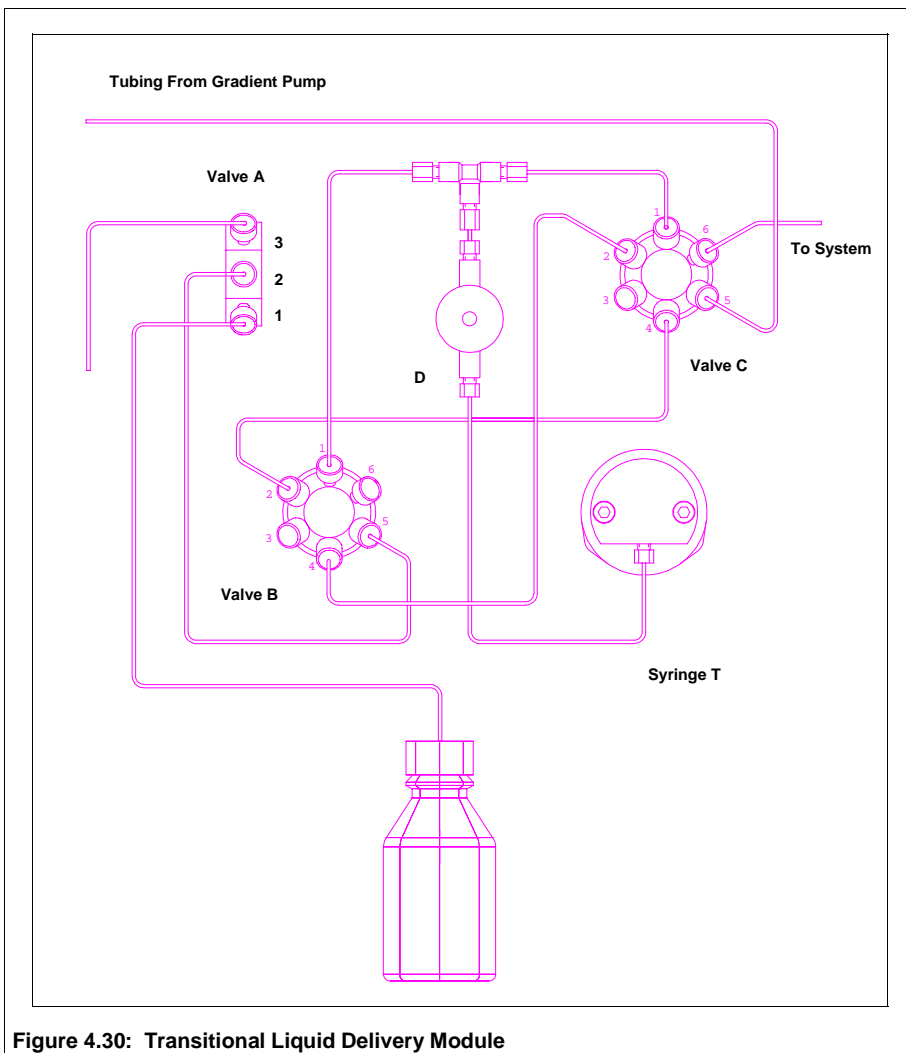 Tubing From Gradient Pump
Valve A
3
2
1
1
2
3
4
5
6
To System
Valve C
D
1
2
3
4
5
6
Valve B
Syringe T
Figure 4.30: Transitional Liquid Delivery Module